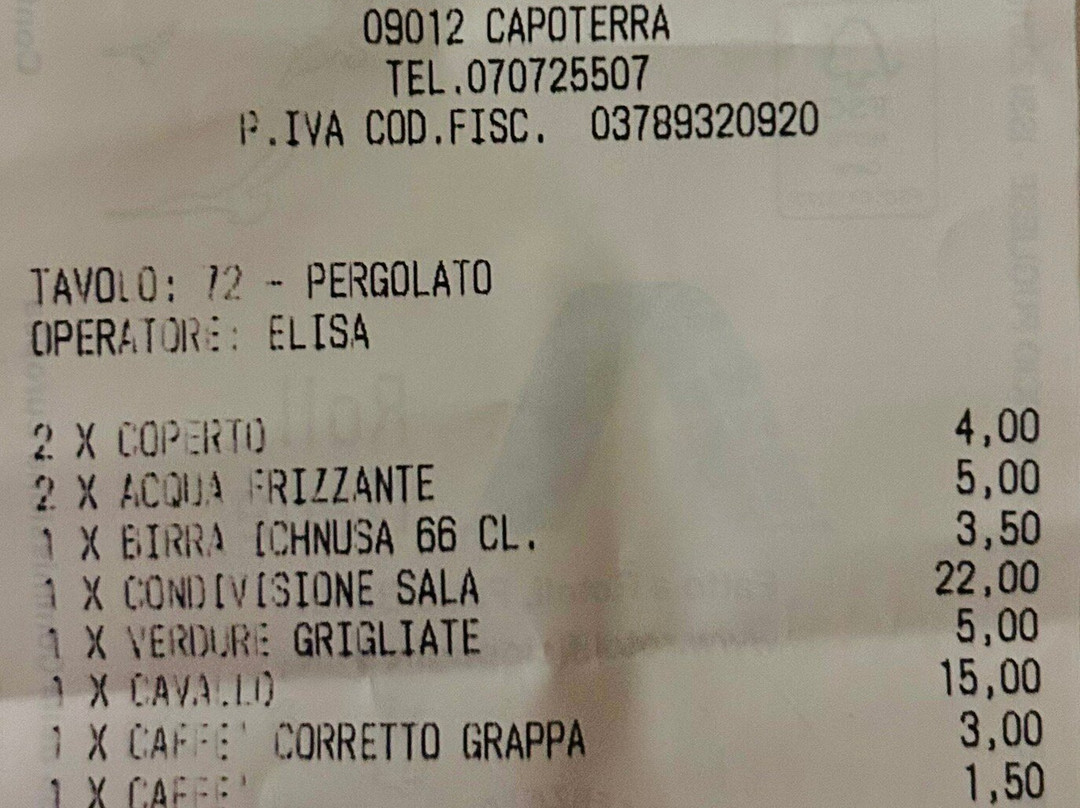 09012 CAPOTERRA
TEL.070725507
P.IVA COD.FISC. 03789320920
TAVOLO: 72 - PERGOLATO
OPERATORE: ELISA
2 X COPERTO 4,00
2 X ACQUA FRIZZANTE 5,00
1 X BIRRA ICHNUSA 66 CL. 3,50
1 X CONDIVISIONE SALA 22,00
1 X VERDURE GRIGLIATE 5,00
1 X CAVALLO 15,00
1 X CAFFE' CORRETTO GRAPPA 3,00
1 X CAFFE' 1,50